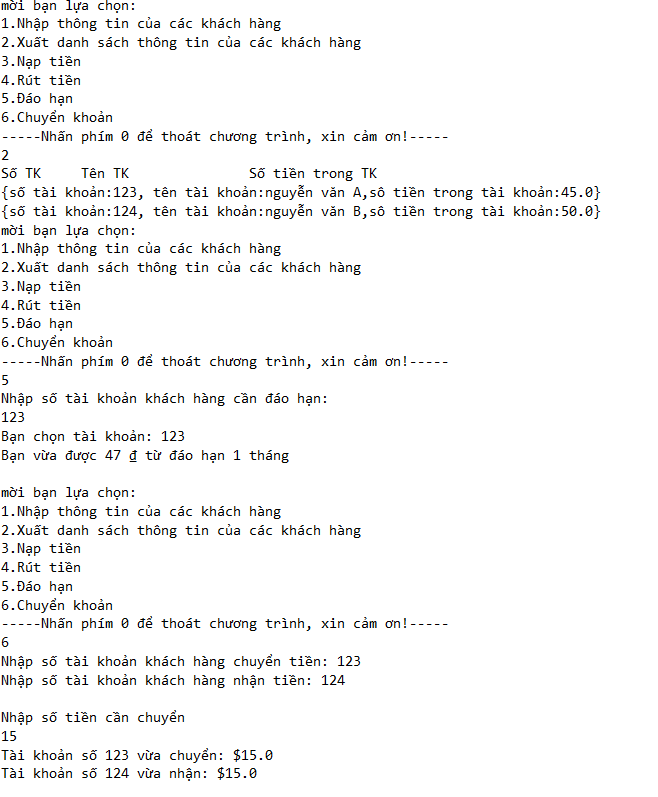 mời bạn lựa chọn:
1.Nhập thông tin của các khách hàng
2.Xuất danh sách thông tin của các khách hàng
3.Nạp tiền
4.Rút tiền
5.Đáo hạn
6.Chuyển khoản
-----Nhấn phím 0 để thoát chương trình, xin cảm ơn!-----
2
Số TK     Tên TK               Số tiền trong TK
{số tài khoản:123, tên tài khoản:nguyễn văn A,sô tiền trong tài khoản:45.0}
{số tài khoản:124, tên tài khoản:nguyễn văn B,sô tiền trong tài khoản:50.0}
mời bạn lựa chọn:
1.Nhập thông tin của các khách hàng
2.Xuất danh sách thông tin của các khách hàng
3.Nạp tiền
4.Rút tiền
5.Đáo hạn
6.Chuyển khoản
-----Nhấn phím 0 để thoát chương trình, xin cảm ơn!-----
5
Nhập số tài khoản khách hàng cần đáo hạn:
123
Bạn chọn tài khoản: 123
Bạn vừa được 47 ₫ từ đáo hạn 1 tháng

mời bạn lựa chọn:
1.Nhập thông tin của các khách hàng
2.Xuất danh sách thông tin của các khách hàng
3.Nạp tiền
4.Rút tiền
5.Đáo hạn
6.Chuyển khoản
-----Nhấn phím 0 để thoát chương trình, xin cảm ơn!-----
6
Nhập số tài khoản khách hàng chuyển tiền: 123
Nhập số tài khoản khách hàng nhận tiền: 124

Nhập số tiền cần chuyển
15
Tài khoản số 123 vừa chuyển: $15.0
Tài khoản số 124 vừa nhận: $15.0